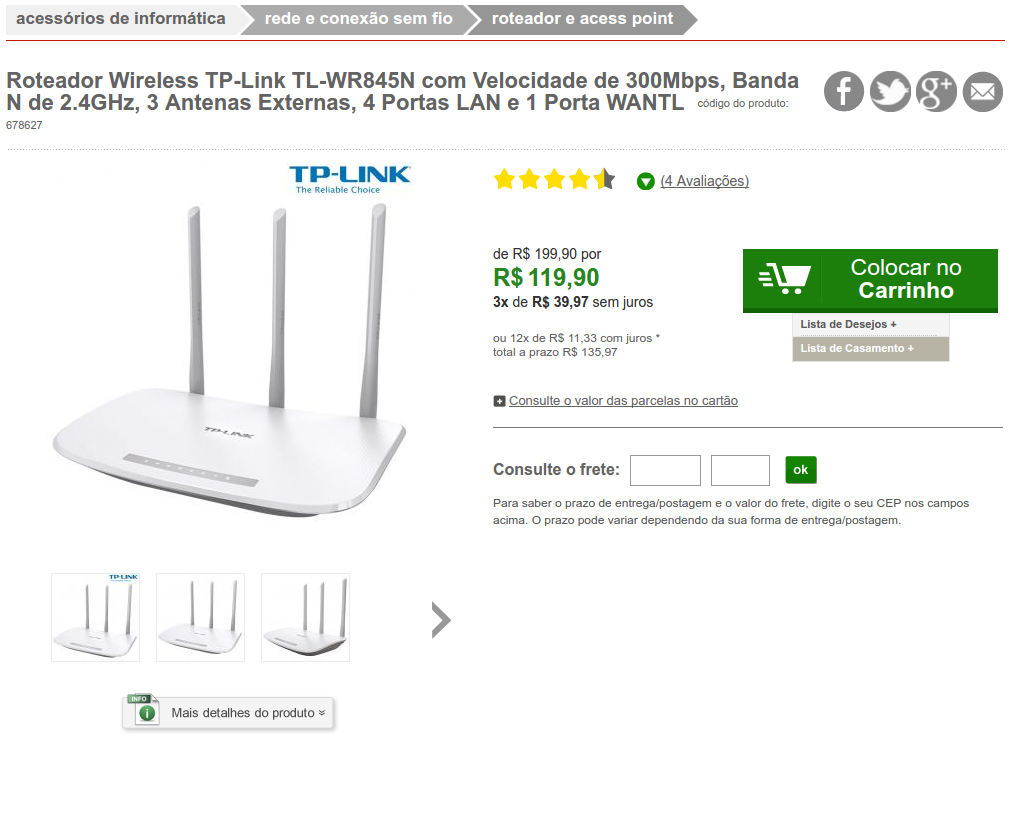 acessórios de informática
rede e conexão sem fio
roteador e acess point
Roteador Wireless TP-Link TL-WR845N com Velocidade de 300Mbps, Banda
N de 2.4GHz, 3 Antenas Externas, 4 Portas LAN e 1 Porta WANTL código do produto:
678627
TP-LINK
The Reliable Choice
(4 Avaliações)
de R$ 199,90 por
R$ 119,90
3x de R$ 39,97 sem juros
ou 12x de R$ 11,33 com juros *
total a prazo R$ 135,97
Colocar no
Carrinho
Lista de Desejos +
Lista de Casamento +
Consulte o valor das parcelas no cartão
TP-LINK
Consulte o frete:
ok
Para saber o prazo de entrega/postagem e o valor do frete, digite o seu CEP nos campos
acima. O prazo pode variar dependendo da sua forma de entrega/postagem.
TP-LINK
INFO
Mais detalhes do produto